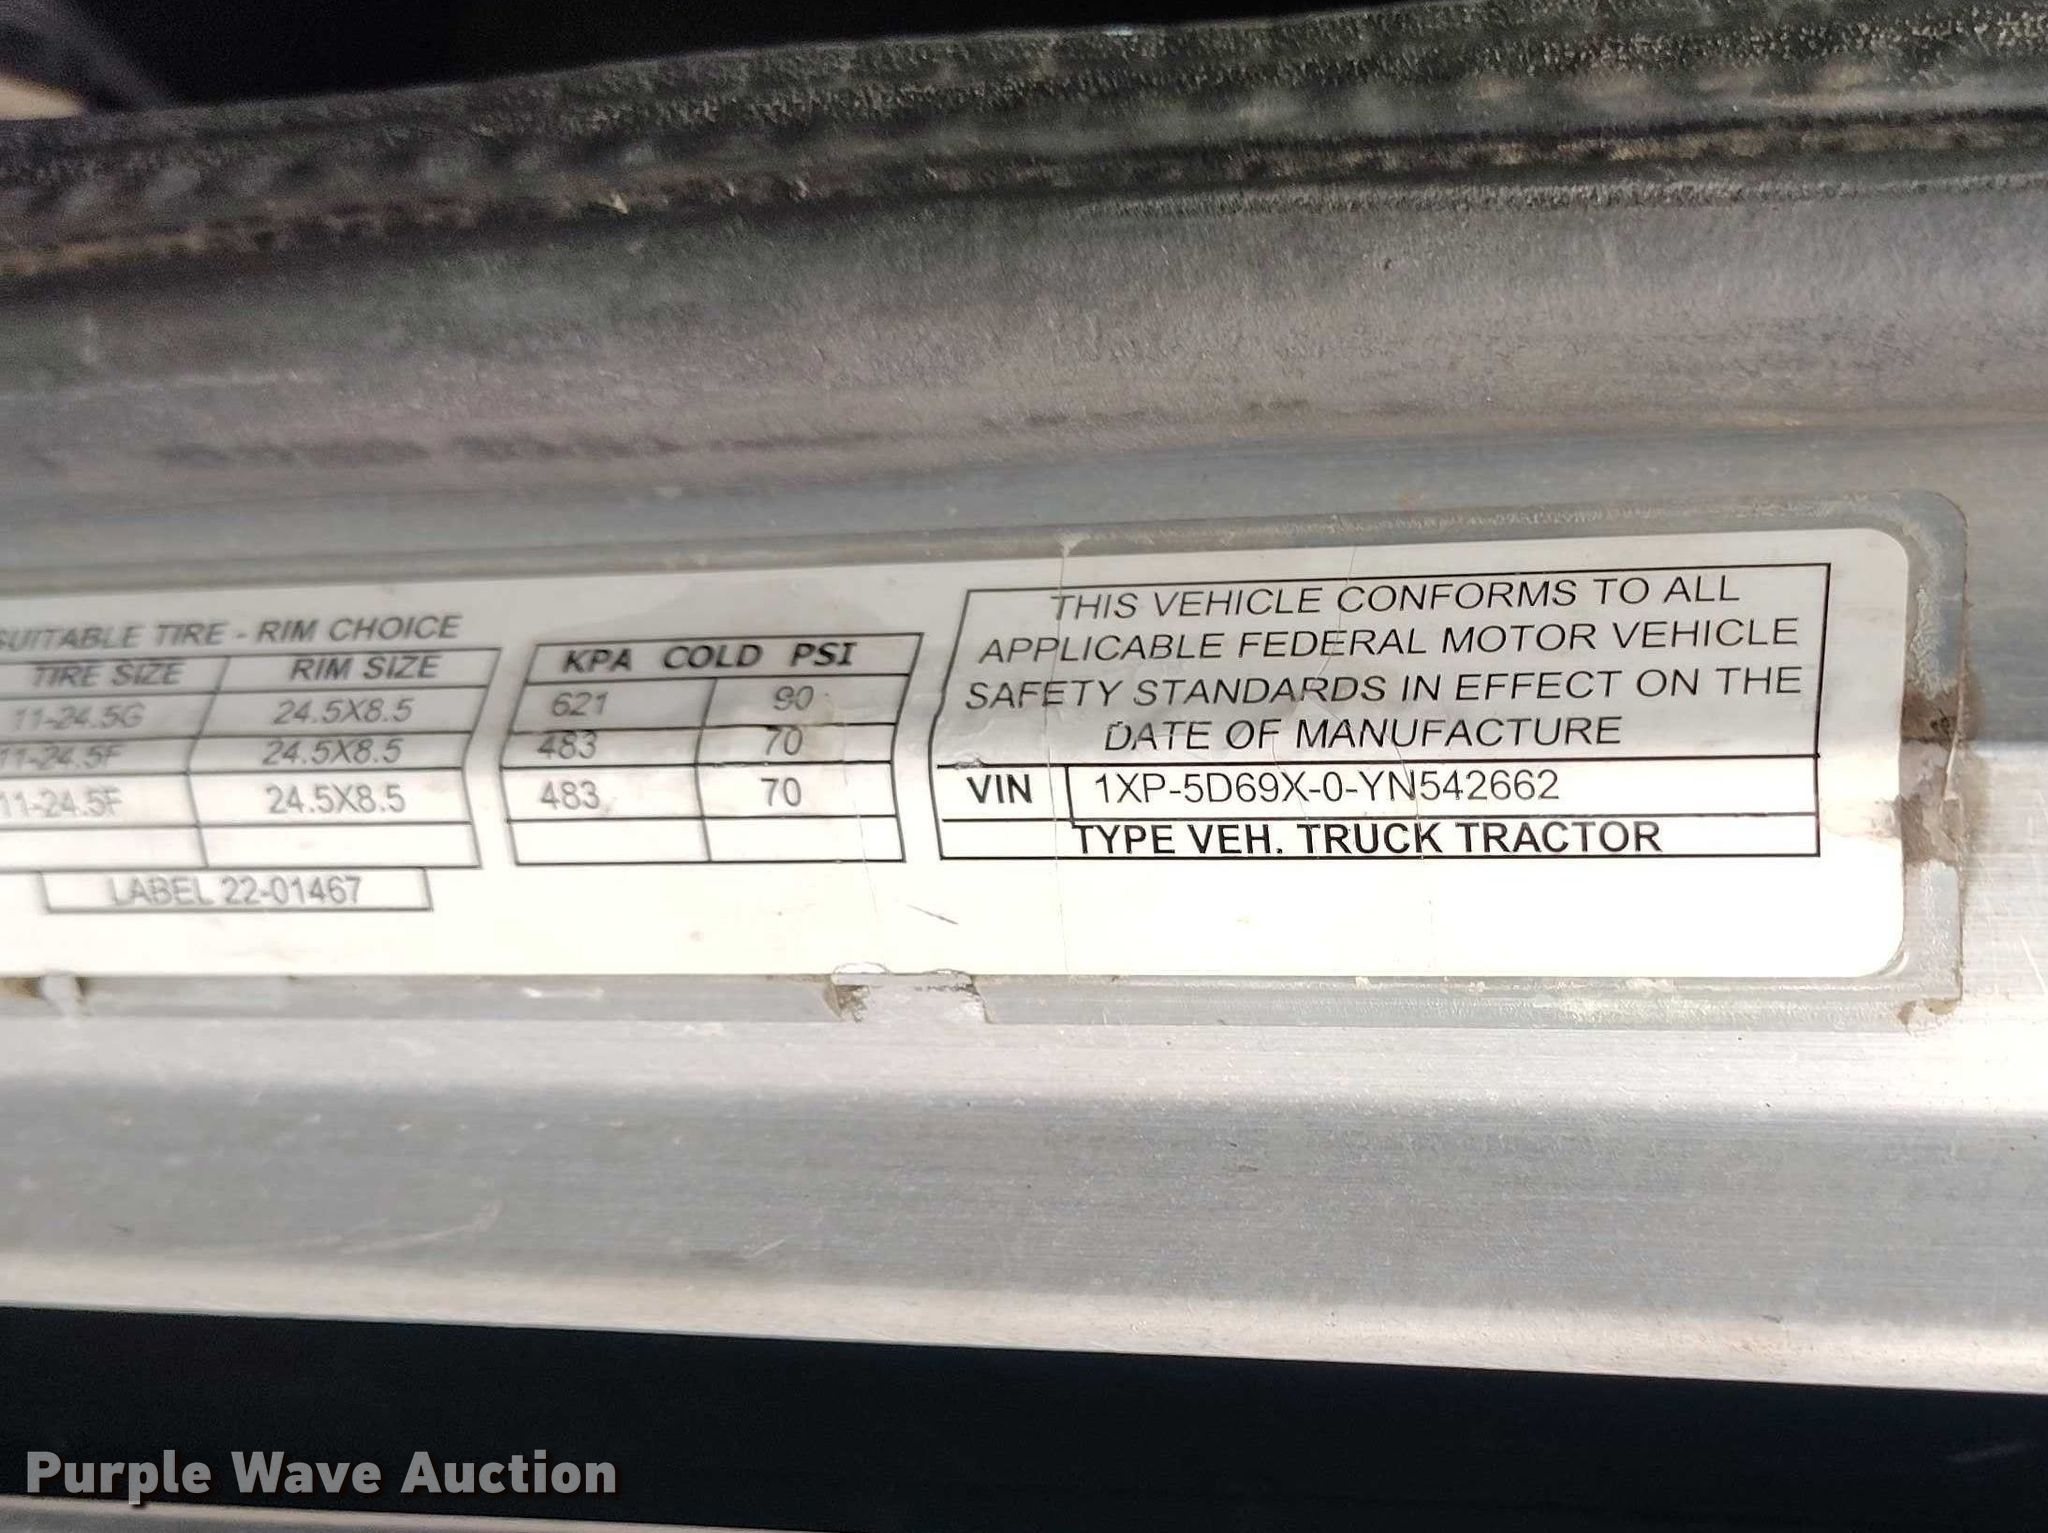 SUITABLE TIRE - RIM CHOICE
TIRE SIZE RIM SIZE
11-24.5G 24.5X8.5
11-24.5F 24.5X8.5
11-24.5F 24.5X8.5
LABEL 22-01467
KPA COLD PSI
621 90
483 70
483 70
THIS VEHICLE CONFORMS TO ALL
APPLICABLE FEDERAL MOTOR VEHICLE
SAFETY STANDARDS IN EFFECT ON THE
DATE OF MANUFACTURE
VIN 1XP-5D69X-0-YN542662
TYPE VEH. TRUCK TRACTOR
Purple Wave Auction